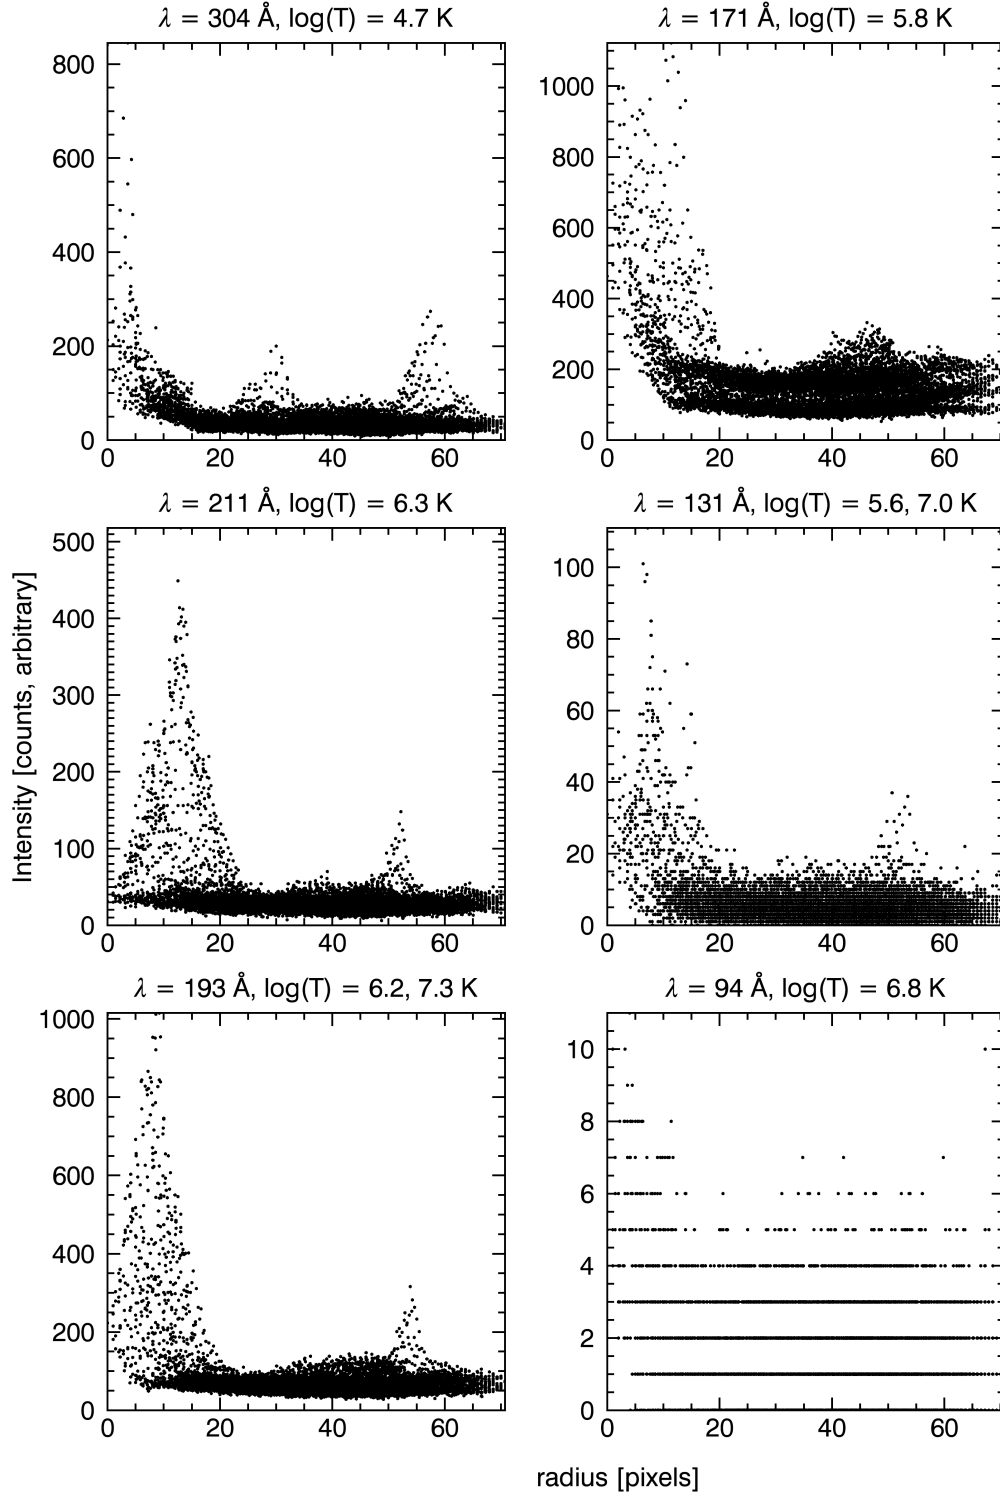 λ = 304 Å, log(T) = 4.7 K
800
600
400
200
0
0 20 40 60
λ = 171 Å, log(T) = 5.8 K
1000
800
600
400
200
0
0 20 40 60
λ = 211 Å, log(T) = 6.3 K
500
400
300
200
100
0
0 20 40 60
λ = 131 Å, log(T) = 5.6, 7.0 K
100
80
60
40
20
0
0 20 40 60
Intensity [counts, arbitrary]
λ = 193 Å, log(T) = 6.2, 7.3 K
1000
800
600
400
200
0
0 20 40 60
λ = 94 Å, log(T) = 6.8 K
10
8
6
4
2
0
0 20 40 60
radius [pixels]